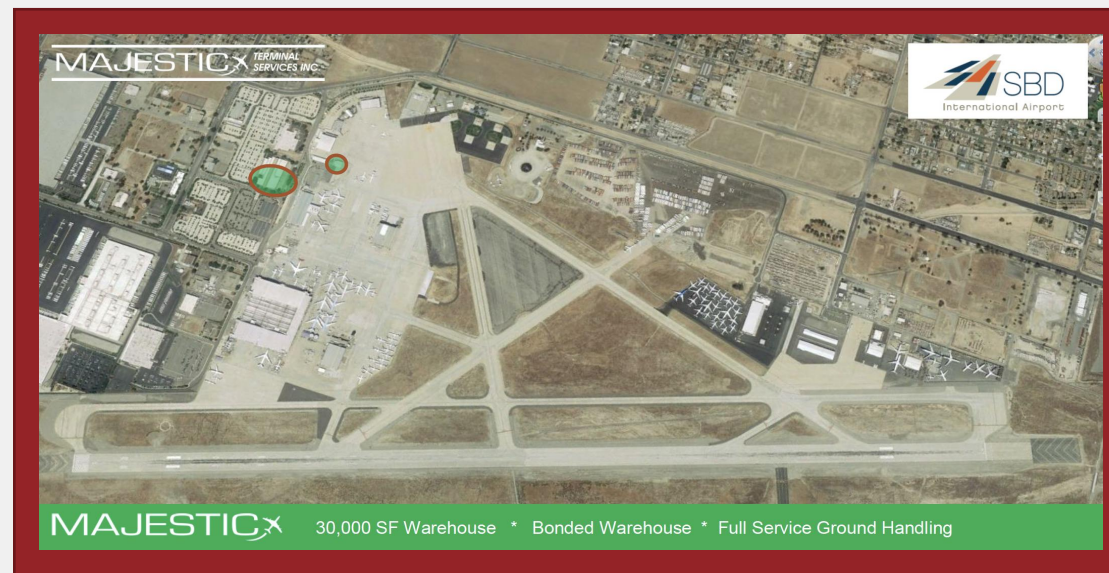 MAJESTIC TERMINAL
SERVICES INC.
SBD
International Airport
MAJESTIC
30,000 SF Warehouse * Bonded Warehouse * Full Service Ground Handling